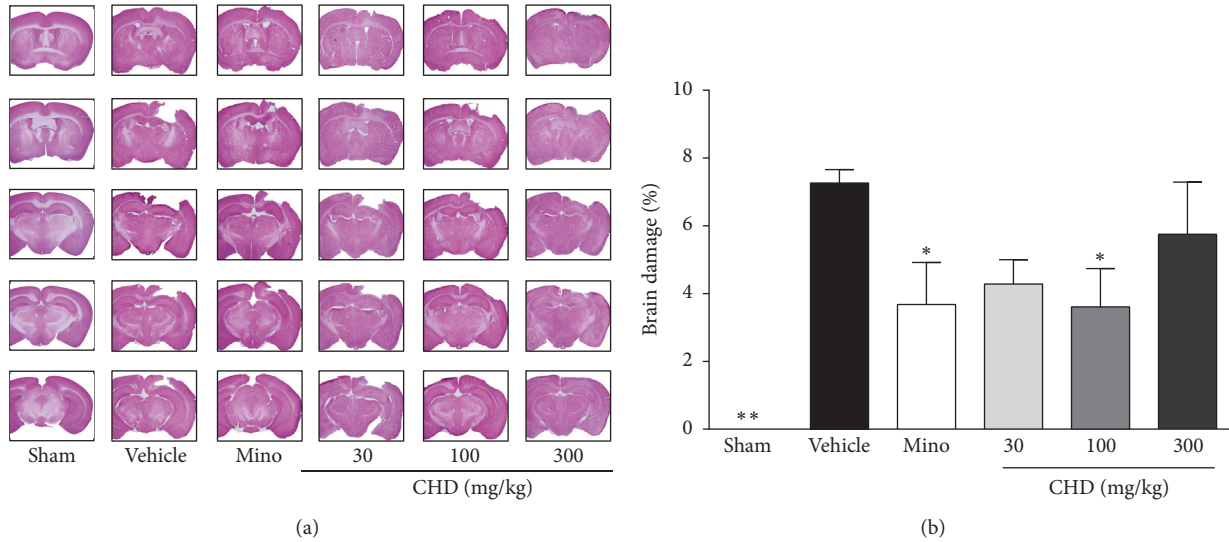 Sham Vehicle Mino 30 100 300
CHD (mg/kg)
(a)
Brain damage (%)
10
8
6
4
2
0
* *
*
*
Sham Vehicle Mino 30 100 300
CHD (mg/kg)
(b)